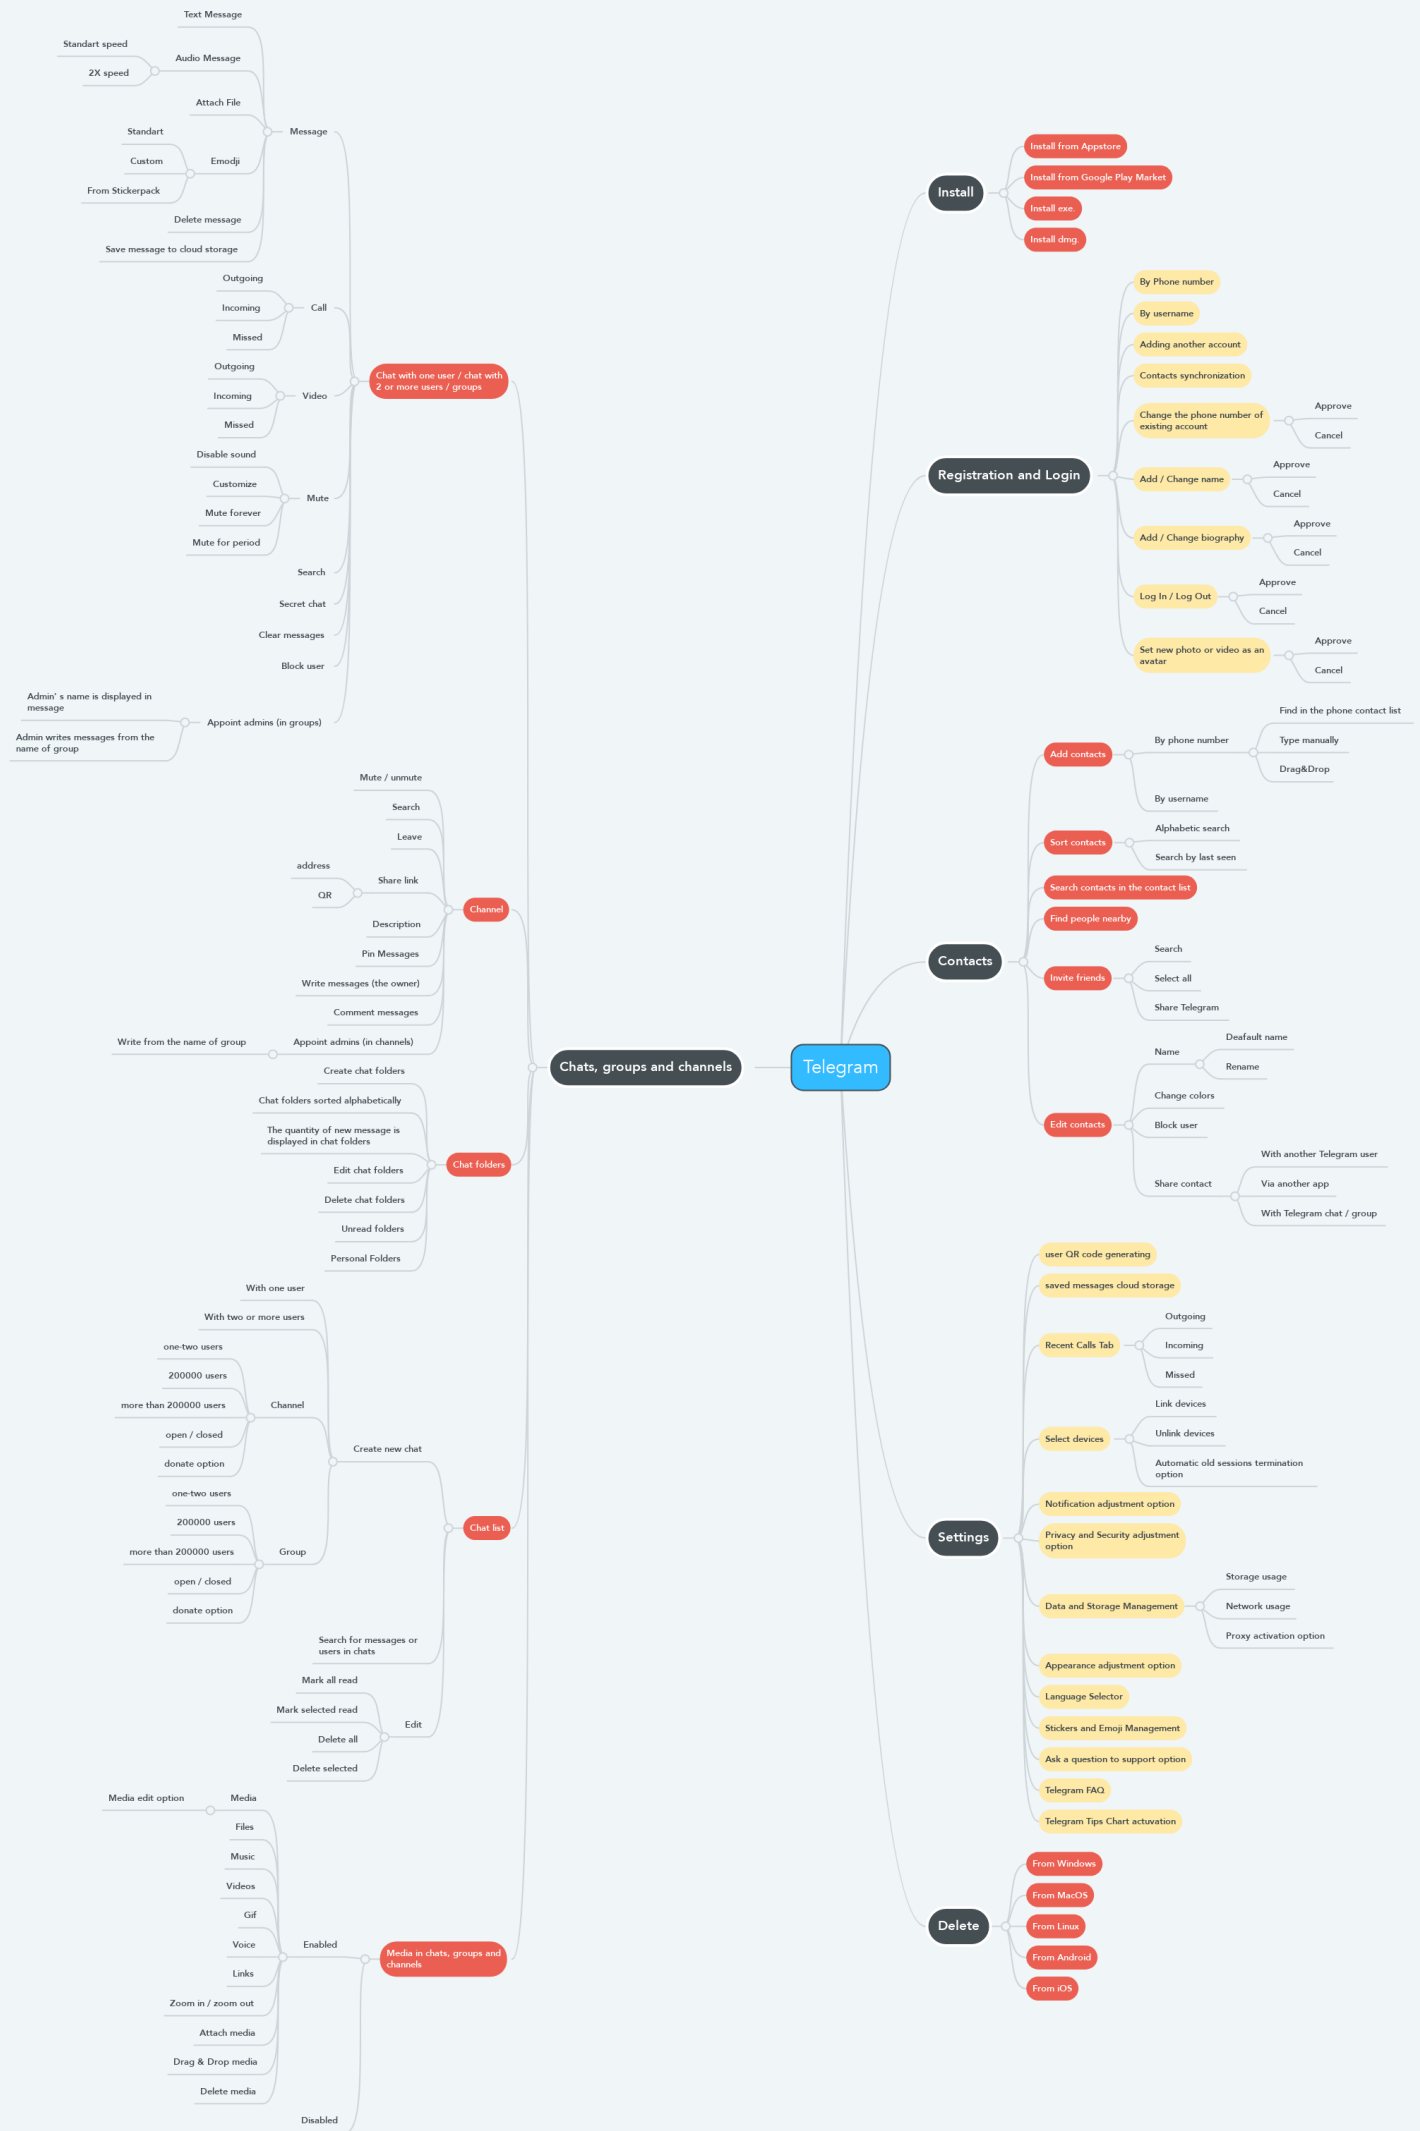 Telegram
Install
Install from Appstore
Install from Google Play Market
Install exe.
Install dmg.
Registration and Login
By Phone number
By username
Adding another account
Contacts synchronization
Change the phone number of
existing account
Approve
Cancel
Add / Change name
Approve
Cancel
Add / Change biography
Approve
Cancel
Log In / Log Out
Approve
Cancel
Set new photo or video as an
avatar
Approve
Cancel
Contacts
Add contacts
By phone number
Find in the phone contact list
Type manually
Drag&Drop
By username
Sort contacts
Alphabetic search
Search by last seen
Search contacts in the contact list
Find people nearby
Invite friends
Search
Select all
Share Telegram
Edit contacts
Name
Deafault name
Rename
Change colors
Block user
Share contact
With another Telegram user
Via another app
With Telegram chat / group
Settings
user QR code generating
saved messages cloud storage
Recent Calls Tab
Outgoing
Incoming
Missed
Select devices
Link devices
Unlink devices
Automatic old sessions termination
option
Notification adjustment option
Privacy and Security adjustment
option
Data and Storage Management
Storage usage
Network usage
Proxy activation option
Appearance adjustment option
Language Selector
Stickers and Emoji Management
Ask a question to support option
Telegram FAQ
Telegram Tips Chart actuvation
Delete
From Windows
From MacOS
From Linux
From Android
From iOS
Chats, groups and channels
Chat with one user / chat with
2 or more users / groups
Message
Text Message
Audio Message
Standart speed
2X speed
Attach File
Emodji
Standart
Custom
From Stickerpack
Delete message
Save message to cloud storage
Call
Outgoing
Incoming
Missed
Video
Outgoing
Incoming
Missed
Mute
Disable sound
Customize
Mute forever
Mute for period
Search
Secret chat
Clear messages
Block user
Appoint admins (in groups)
Admin' s name is displayed in
message
Admin writes messages from the
name of group
Channel
Mute / unmute
Search
Leave
Share link
address
QR
Description
Pin Messages
Write messages (the owner)
Comment messages
Appoint admins (in channels)
Write from the name of group
Chat folders
Create chat folders
Chat folders sorted alphabetically
The quantity of new message is
displayed in chat folders
Edit chat folders
Delete chat folders
Unread folders
Personal Folders
Chat list
Create new chat
With one user
With two or more users
Channel
one-two users
200000 users
more than 200000 users
open / closed
donate option
Group
one-two users
200000 users
more than 200000 users
open / closed
donate option
Search for messages or
users in chats
Edit
Mark all read
Mark selected read
Delete all
Delete selected
Media in chats, groups and
channels
Enabled
Media
Media edit option
Files
Music
Videos
Gif
Voice
Links
Zoom in / zoom out
Attach media
Drag & Drop media
Delete media
Disabled